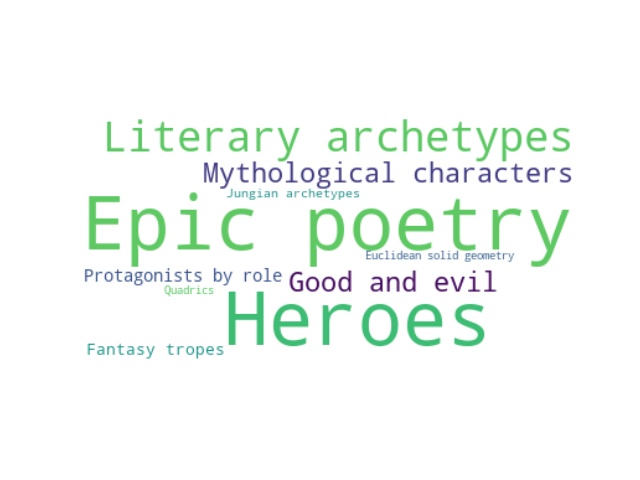 Literary archetypes
Mythological characters
Jungian archetypes
Epic poetry
Euclidean solid geometry
Protagonists by role
Good and evil
Quadrics
Heroes
Fantasy tropes